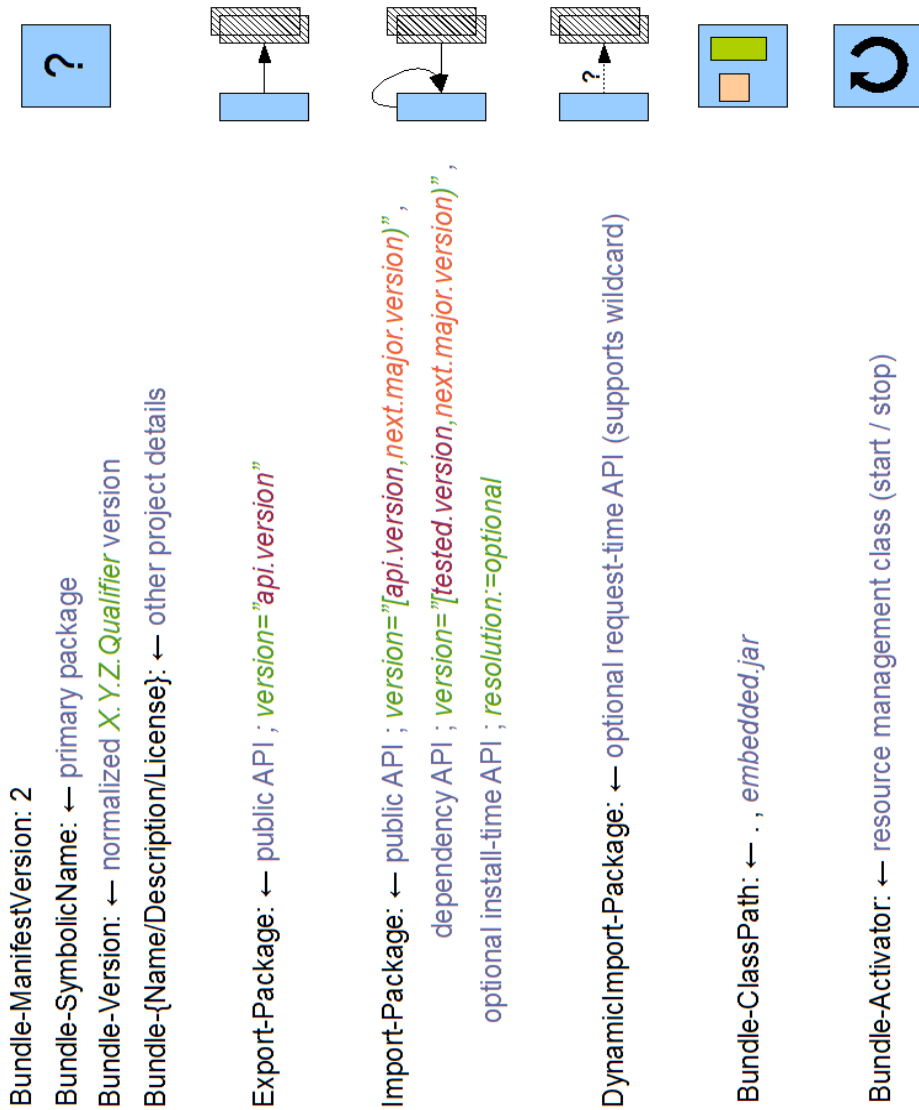 Bundle-ManifestVersion: 2
Bundle-SymbolicName: ← primary package
Bundle-Version: ← normalized X.Y.Z.Qualifier version
Bundle-{Name/Description/License}: ← other project details
?
Export-Package: ← public API ; version=”api.version”
Import-Package: ← public API ; version=”[api.version,next.major.version)” ,
dependency API ; version=”[tested.version,next.major.version)” ,
optional install-time API ; resolution:=optional
DynamicImport-Package: ← optional request-time API (supports wildcard)
?
Bundle-ClassPath: ← . , embedded.jar
Bundle-Activator: ← resource management class (start / stop)